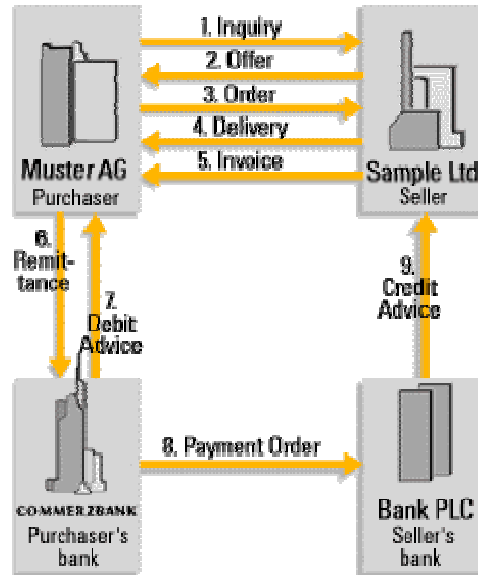 1. Inquiry
2. Offer
3. Order
4. Delivery
5. Invoice
Muster AG
Purchaser
Sample Ltd
Seller
6.
Remit-
tance
7.
Debit
Advice
9.
Credit
Advice
8. Payment Order
COMMERZBANK
Purchaser's
bank
Bank PLC
Seller's
bank